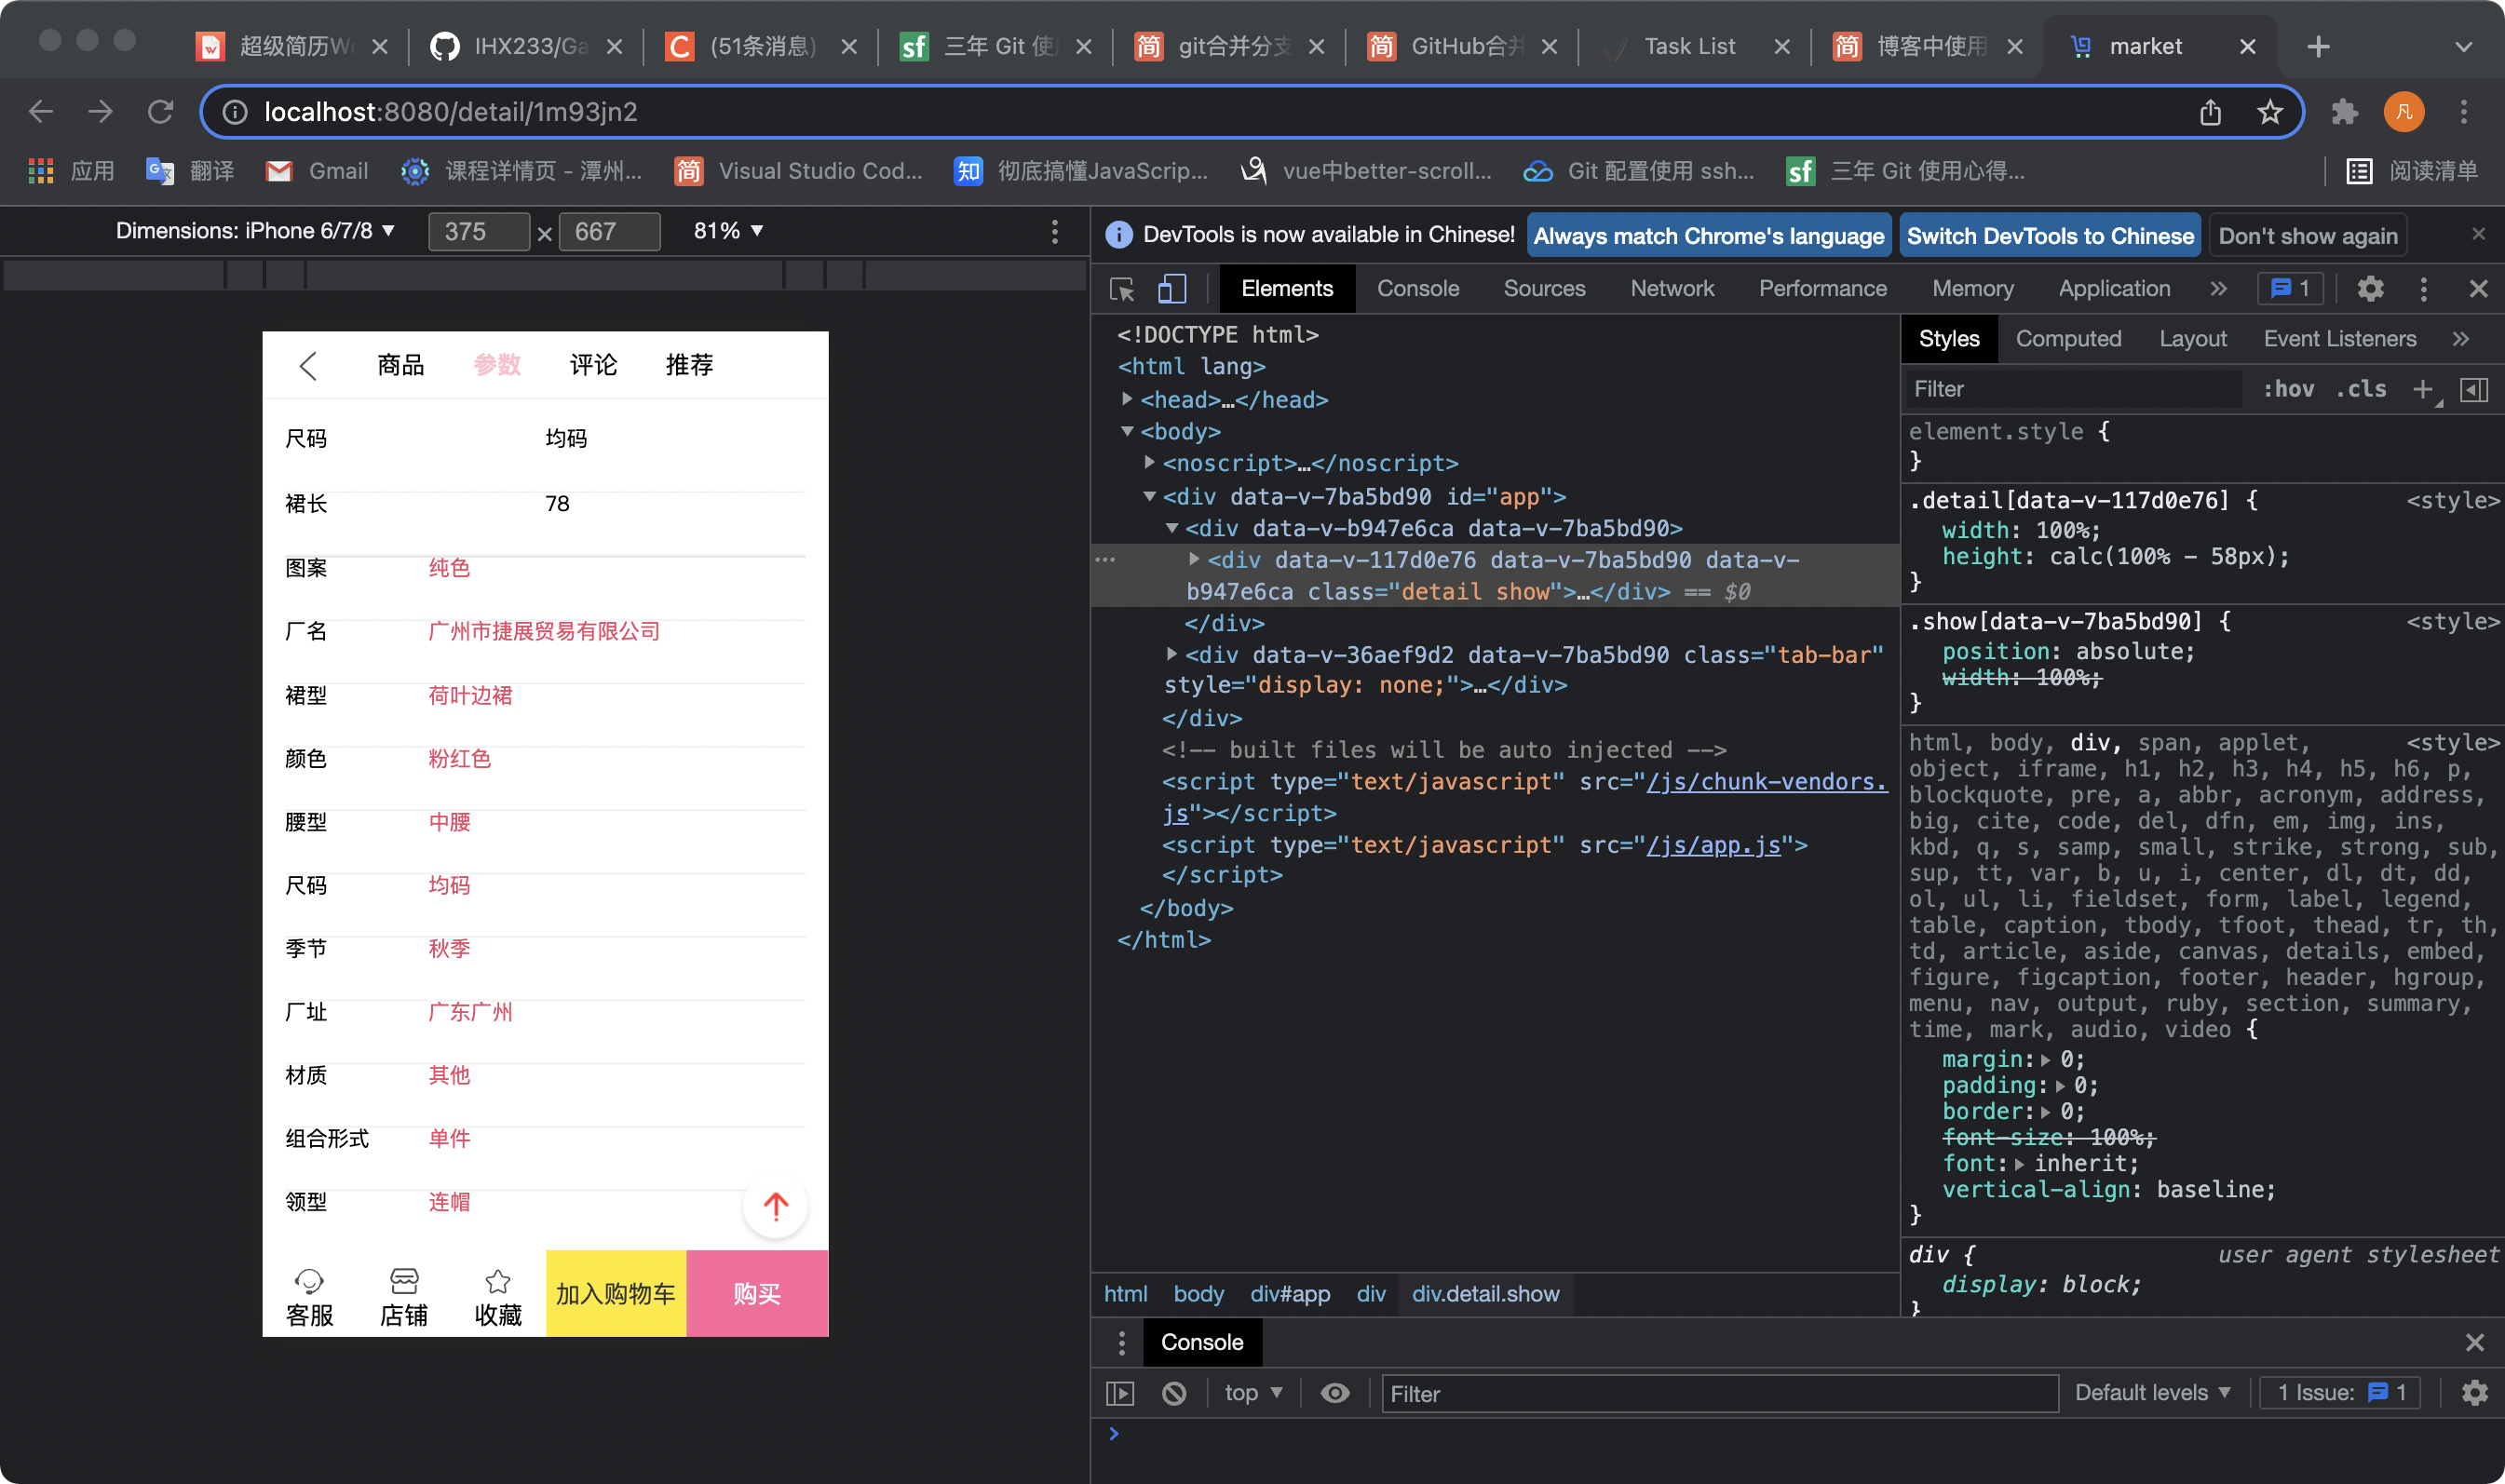 超级简历Wo
IHX233/Ga
(51条消息)
三年 Git 使
git合并分支
GitHub合并
Task List
博客中使用
market
localhost:8080/detail/1m93jn2
凡
应用
翻译
Gmail
课程详情页 - 潭州...
Visual Studio Cod...
彻底搞懂JavaScrip...
vue中better-scroll...
Git 配置使用 ssh...
三年 Git 使用心得...
阅读清单
Dimensions: iPhone 6/7/8 ▼ 375 × 667 81% ▼
商品 参数 评论 推荐
尺码 均码
裙长 78
图案 纯色
厂名 广州市捷展贸易有限公司
裙型 荷叶边裙
颜色 粉红色
腰型 中腰
尺码 均码
季节 秋季
厂址 广东广州
材质 其他
组合形式 单件
领型 连帽
客服 店铺 收藏 加入购物车 购买
DevTools is now available in Chinese! Always match Chrome's language Switch DevTools to Chinese Don't show again
Elements Console Sources Network Performance Memory Application » 1
<!DOCTYPE html>
<html lang>
<head>…</head>
<body>
<noscript>…</noscript>
<div data-v-7ba5bd90 id="app">
<div data-v-b947e6ca data-v-7ba5bd90>
<div data-v-117d0e76 data-v-7ba5bd90 data-v-
b947e6ca class="detail show">…</div> == $0
</div>
<div data-v-36aef9d2 data-v-7ba5bd90 class="tab-bar"
style="display: none;">…</div>
</div>
<!-- built files will be auto injected -->
<script type="text/javascript" src="/js/chunk-vendors.
js"></script>
<script type="text/javascript" src="/js/app.js">
</script>
</body>
</html>
html body div#app div div.detail.show
Styles Computed Layout Event Listeners »
Filter :hov .cls +
element.style {
}
.detail[data-v-117d0e76] { <style>
width: 100%;
height: calc(100% - 58px);
}
.show[data-v-7ba5bd90] { <style>
position: absolute;
width: 100%;
}
html, body, div, span, applet, <style>
object, iframe, h1, h2, h3, h4, h5, h6, p,
blockquote, pre, a, abbr, acronym, address,
big, cite, code, del, dfn, em, img, ins,
kbd, q, s, samp, small, strike, strong, sub,
sup, tt, var, b, u, i, center, dl, dt, dd,
ol, ul, li, fieldset, form, label, legend,
table, caption, tbody, tfoot, thead, tr, th,
td, article, aside, canvas, details, embed,
figure, figcaption, footer, header, hgroup,
menu, nav, output, ruby, section, summary,
time, mark, audio, video {
margin: 0;
padding: 0;
border: 0;
font-size: 100%;
font: inherit;
vertical-align: baseline;
}
div { user agent stylesheet
display: block;
}
Console
top ▼ Filter Default levels ▼ 1 Issue: 1